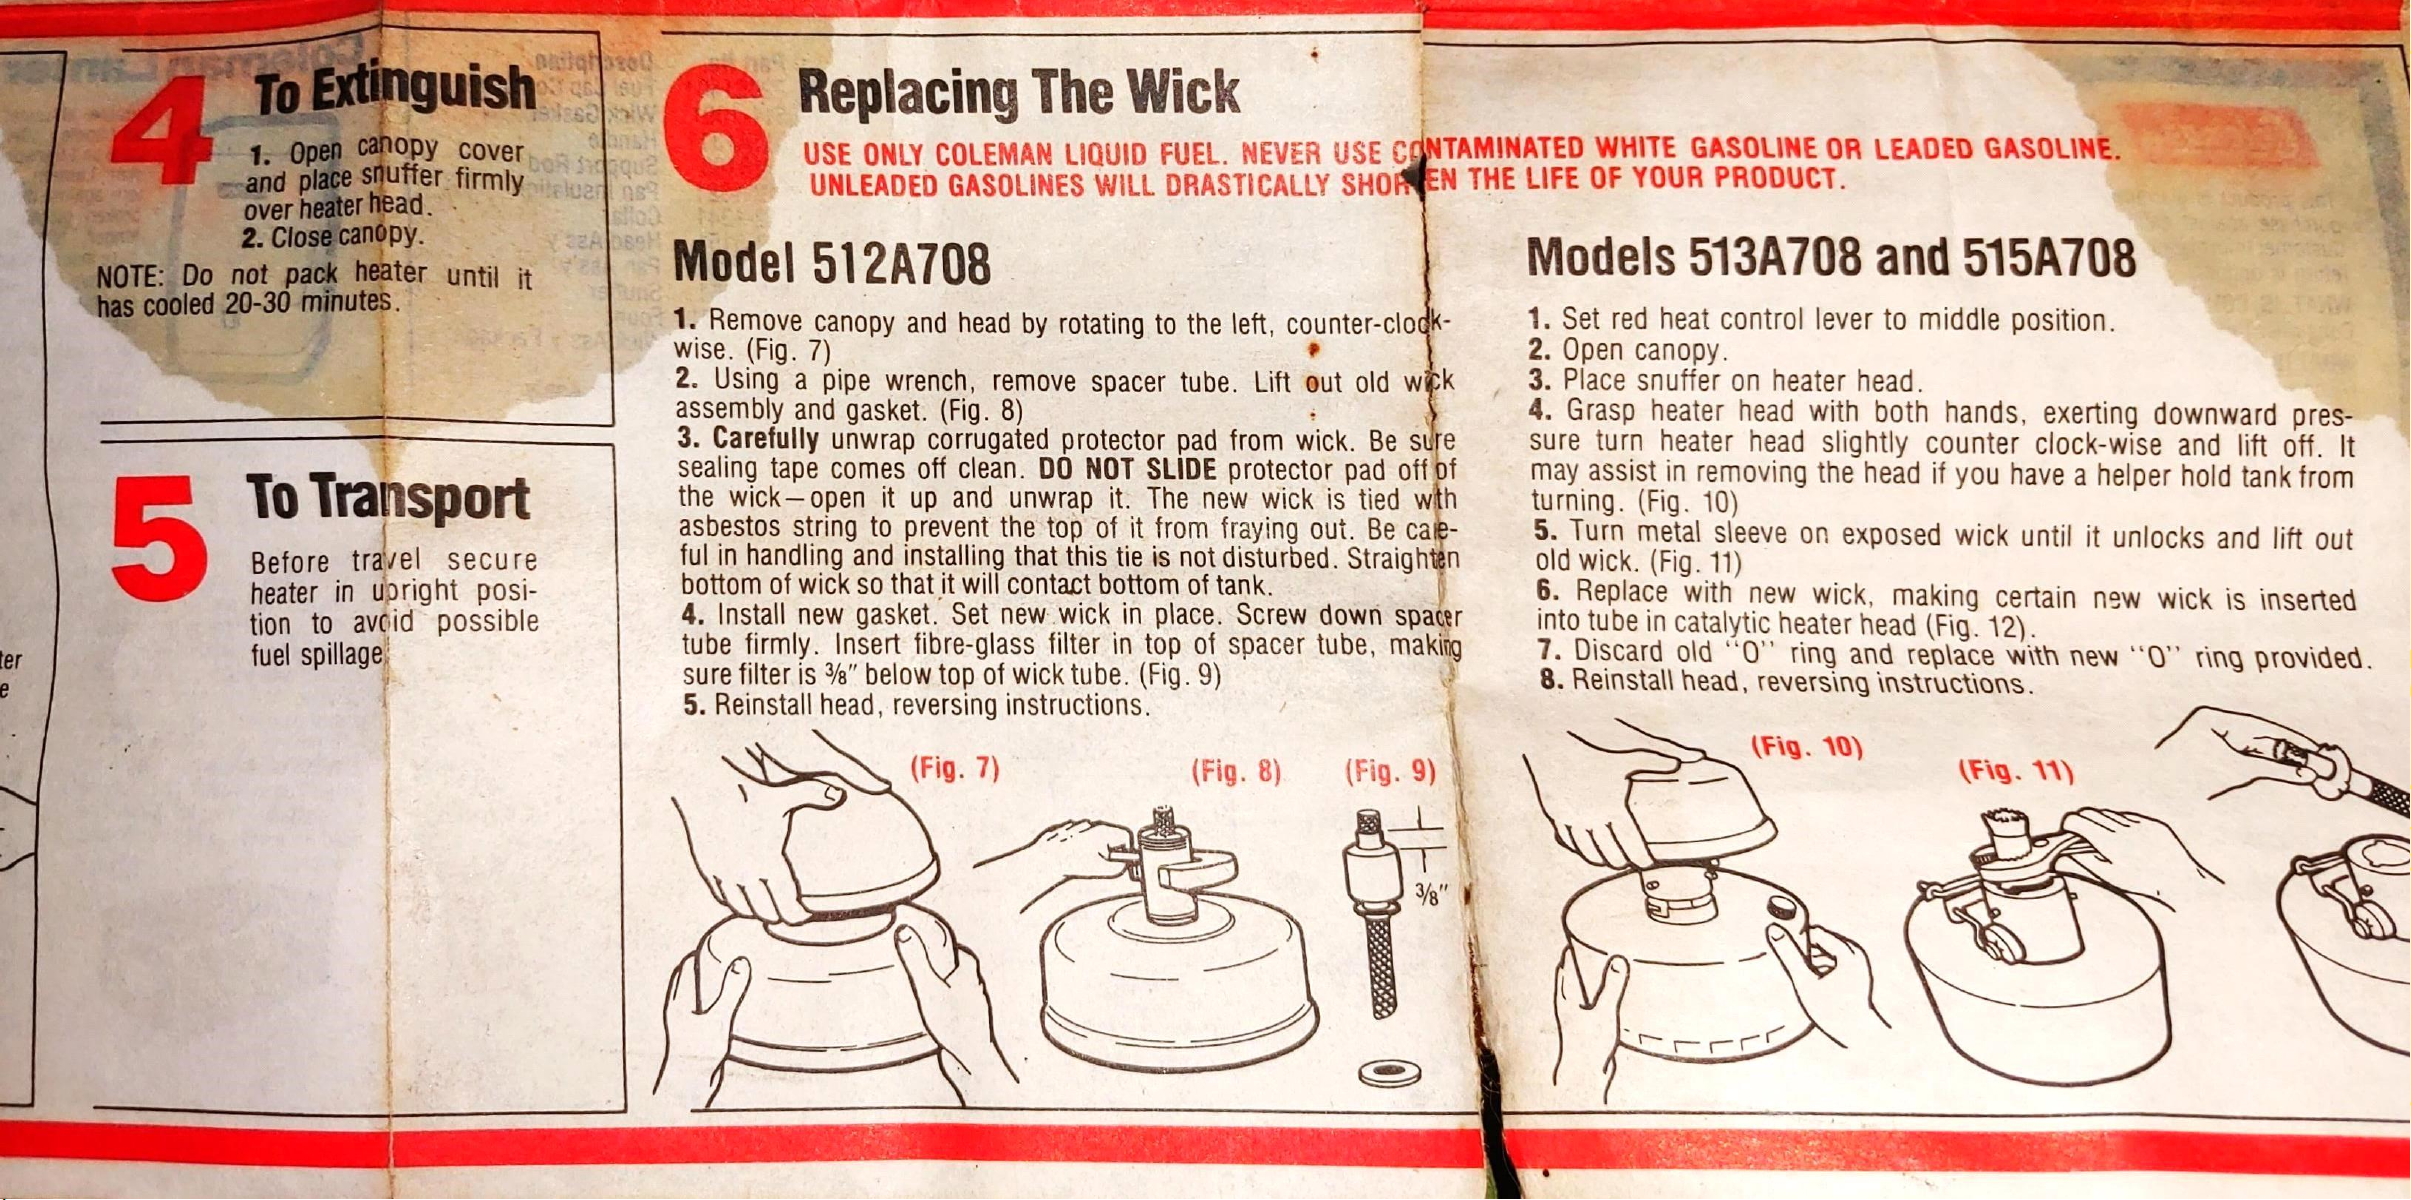 4 To Extinguish
1. Open canopy cover
and place snuffer firmly
over heater head.
2. Close canopy.
NOTE: Do not pack heater until it
has cooled 20-30 minutes.
5 To Transport
Before travel secure
heater in upright posi-
tion to avoid possible
fuel spillage.
6 Replacing The Wick
USE ONLY COLEMAN LIQUID FUEL. NEVER USE CONTAMINATED WHITE GASOLINE OR LEADED GASOLINE.
UNLEADED GASOLINES WILL DRASTICALLY SHORTEN THE LIFE OF YOUR PRODUCT.
Model 512A708
1. Remove canopy and head by rotating to the left, counter-clock-
wise. (Fig. 7)
2. Using a pipe wrench, remove spacer tube. Lift out old wick
assembly and gasket. (Fig. 8)
3. Carefully unwrap corrugated protector pad from wick. Be sure
sealing tape comes off clean. DO NOT SLIDE protector pad off of
the wick—open it up and unwrap it. The new wick is tied with
asbestos string to prevent the top of it from fraying out. Be care-
ful in handling and installing that this tie is not disturbed. Straighten
bottom of wick so that it will contact bottom of tank.
4. Install new gasket. Set new wick in place. Screw down spacer
tube firmly. Insert fibre-glass filter in top of spacer tube, making
sure filter is 3/8" below top of wick tube. (Fig. 9)
5. Reinstall head, reversing instructions.
(Fig. 7)
(Fig. 8)
(Fig. 9)
3/8"
Models 513A708 and 515A708
1. Set red heat control lever to middle position.
2. Open canopy.
3. Place snuffer on heater head.
4. Grasp heater head with both hands, exerting downward pres-
sure turn heater head slightly counter clock-wise and lift off. It
may assist in removing the head if you have a helper hold tank from
turning. (Fig. 10)
5. Turn metal sleeve on exposed wick until it unlocks and lift out
old wick. (Fig. 11)
6. Replace with new wick, making certain new wick is inserted
into tube in catalytic heater head (Fig. 12).
7. Discard old "O" ring and replace with new "O" ring provided.
8. Reinstall head, reversing instructions.
(Fig. 10)
(Fig. 11)